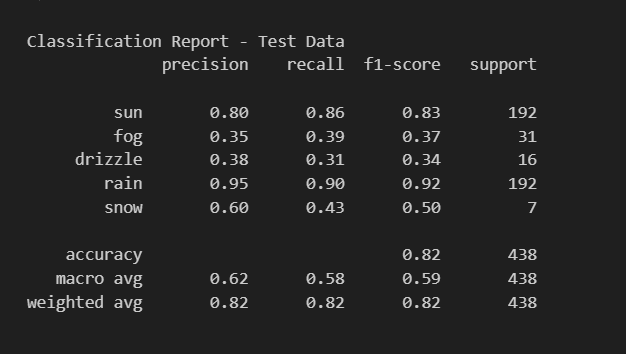 Classification Report - Test Data
precision recall f1-score support
sun 0.80 0.86 0.83 192
fog 0.35 0.39 0.37 31
drizzle 0.38 0.31 0.34 16
rain 0.95 0.90 0.92 192
snow 0.60 0.43 0.50 7
accuracy 0.82 438
macro avg 0.62 0.58 0.59 438
weighted avg 0.82 0.82 0.82 438